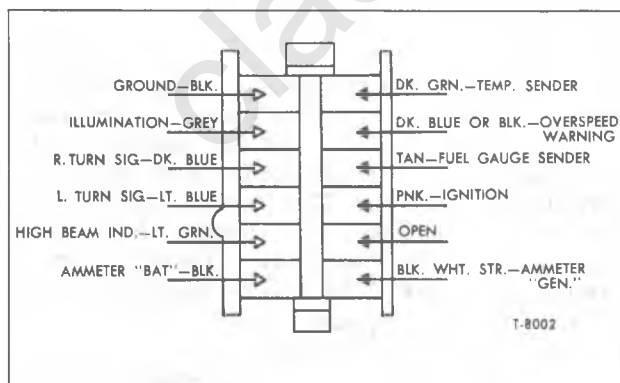 GROUND—BLK.
DK. GRN.—TEMP. SENDER
ILLUMINATION—GREY
DK. BLUE OR BLK.—OVERSPEED
WARNING
R. TURN SIG—DK. BLUE
TAN—FUEL GAUGE SENDER
L. TURN SIG—LT. BLUE
PNK.—IGNITION
HIGH BEAM IND.—LT. GRN.
OPEN
AMMETER "BAT"—BLK.
BLK. WHT. STR.—AMMETER
"GEN."
T-8002